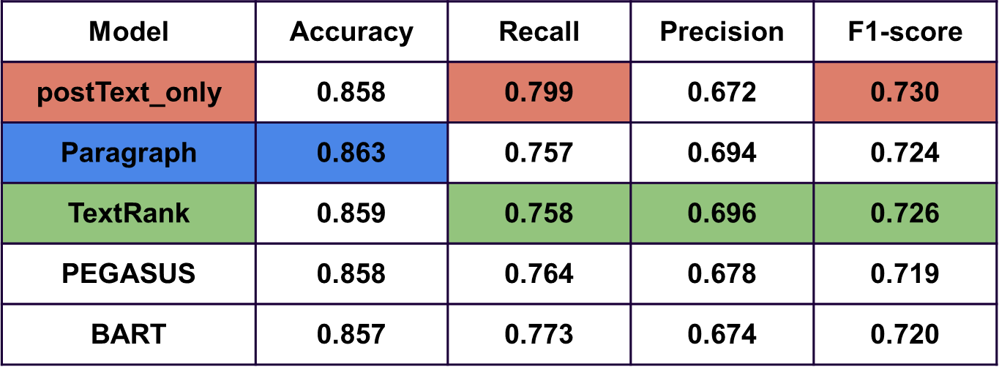 Model Accuracy Recall Precision F1-score
postText_only 0.858 0.799 0.672 0.730
Paragraph 0.863 0.757 0.694 0.724
TextRank 0.859 0.758 0.696 0.726
PEGASUS 0.858 0.764 0.678 0.719
BART 0.857 0.773 0.674 0.720